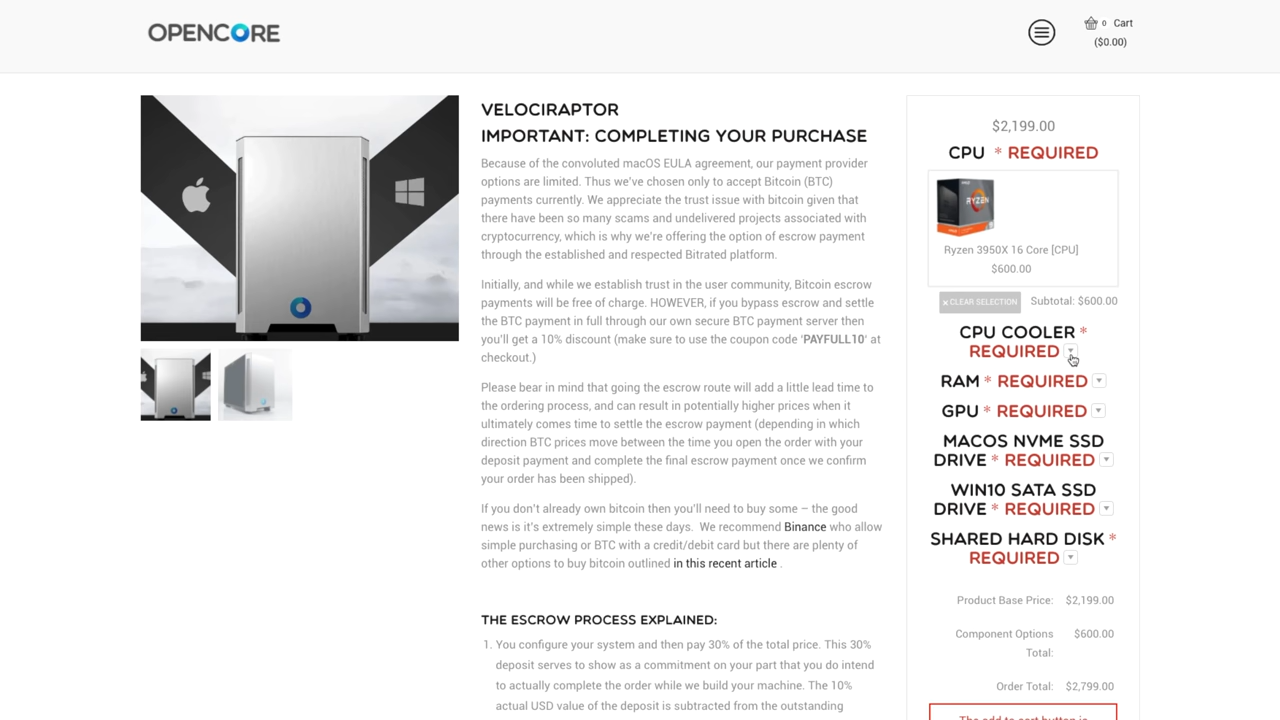 OPENCORE
0 Cart
($0.00)
VELOCIRAPTOR
IMPORTANT: COMPLETING YOUR PURCHASE
Because of the convoluted macOS EULA agreement, our payment provider
options are limited. Thus we've chosen only to accept Bitcoin (BTC)
payments currently. We appreciate the trust issue with bitcoin given that
there have been so many scams and undelivered projects associated with
cryptocurrency, which is why we're offering the option of escrow payment
through the established and respected Bitrated platform.
Initially, and while we establish trust in the user community, Bitcoin escrow
payments will be free of charge. HOWEVER, if you bypass escrow and settle
the BTC payment in full through our own secure BTC payment server then
you'll get a 10% discount (make sure to use the coupon code 'PAYFULL10' at
checkout.)
Please bear in mind that going the escrow route will add a little lead time to
the ordering process, and can result in potentially higher prices when it
ultimately comes time to settle the escrow payment (depending in which
direction BTC prices move between the time you open the order with your
deposit payment and complete the final escrow payment once we confirm
your order has been shipped).
If you don't already own bitcoin then you'll need to buy some – the good
news is it's extremely simple these days. We recommend Binance who allow
simple purchasing or BTC with a credit/debit card but there are plenty of
other options to buy bitcoin outlined in this recent article .
THE ESCROW PROCESS EXPLAINED:
1. You configure your system and then pay 30% of the total price. This 30%
deposit serves to show as a commitment on your part that you do intend
to actually complete the order while we build your machine. The 10%
actual USD value of the deposit is subtracted from the outstanding
$2,199.00
CPU * REQUIRED
RYZEN
Ryzen 3950X 16 Core [CPU]
$600.00
× CLEAR SELECTION Subtotal: $600.00
CPU COOLER *
REQUIRED
RAM * REQUIRED
GPU * REQUIRED
MACOS NVME SSD
DRIVE * REQUIRED
WIN10 SATA SSD
DRIVE * REQUIRED
SHARED HARD DISK *
REQUIRED
Product Base Price: $2,199.00
Component Options $600.00
Total:
Order Total: $2,799.00
The add to cart button is